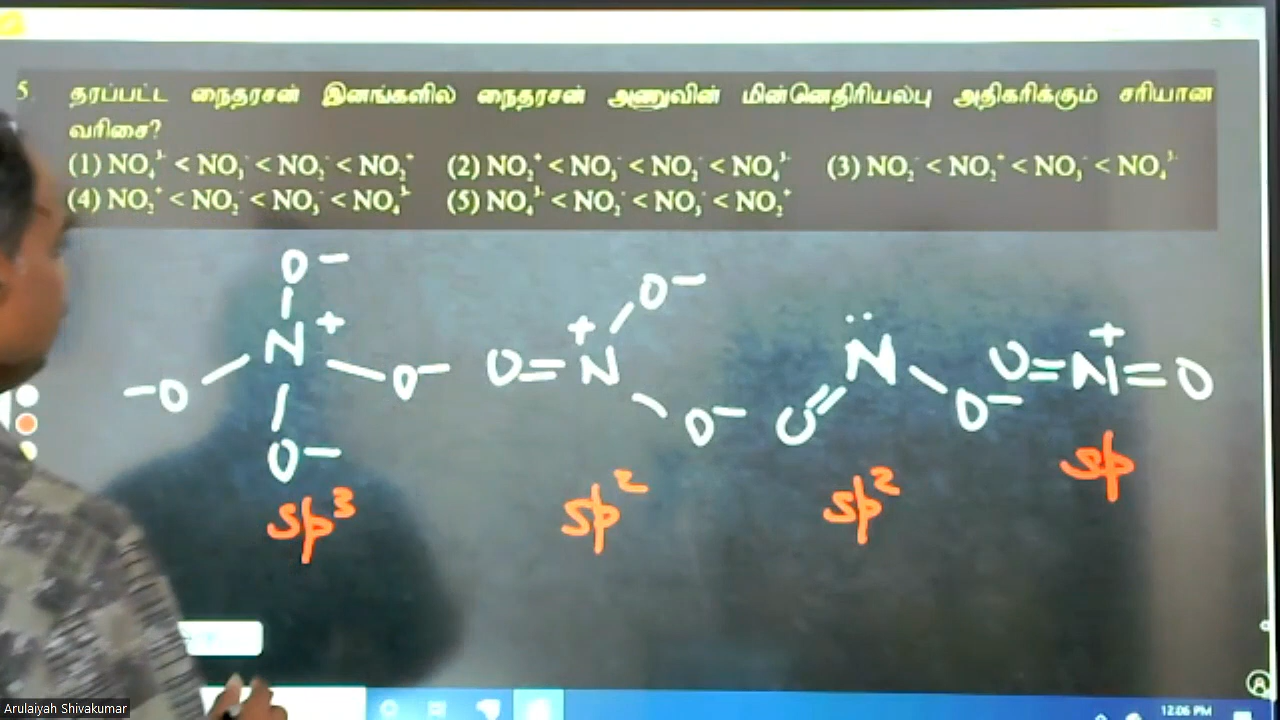 5 தரப்பட்ட நைதரசன் இனங்களில் நைதரசன் அணுவின் மின்னெதிரியல்பு அதிகரிக்கும் சரியான
வரிசை?
(1) NO₄³⁻ < NO₃⁻ < NO₂⁻ < NO₂⁺ (2) NO₂⁺ < NO₃⁻ < NO₂⁻ < NO₄³⁻ (3) NO₂⁻ < NO₂⁺ < NO₃⁻ < NO₄³⁻
(4) NO₂⁺ < NO₂⁻ < NO₃⁻ < NO₄³⁻ (5) NO₄³⁻ < NO₂⁻ < NO₃⁻ < NO₂⁺
O⁻
O⁻
N⁺ O=N⁺ N̈ O=N⁺=O
⁻O O⁻ O⁻ O O⁻
O⁻
sp³ sp² sp² sp
Arulaiyah Shivakumar
12:06 PM